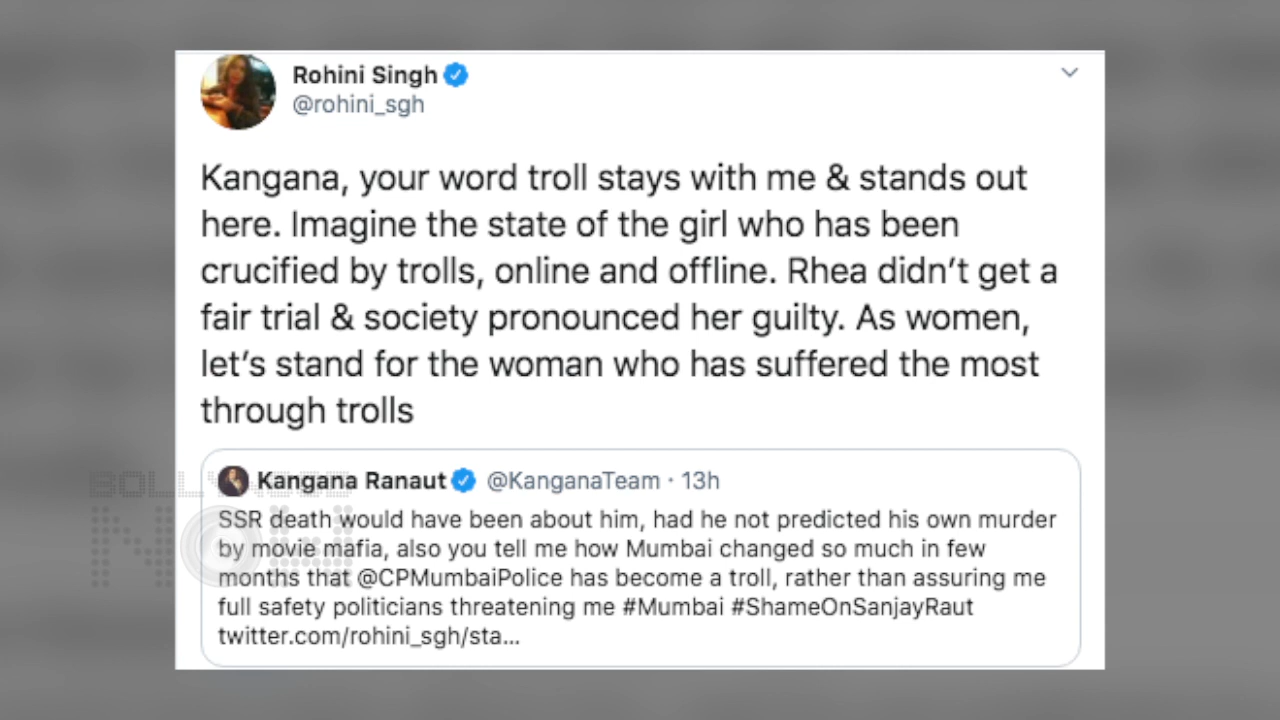 Rohini Singh
@rohini_sgh
Kangana, your word troll stays with me & stands out
here. Imagine the state of the girl who has been
crucified by trolls, online and offline. Rhea didn’t get a
fair trial & society pronounced her guilty. As women,
let’s stand for the woman who has suffered the most
through trolls
Kangana Ranaut @KanganaTeam · 13h
SSR death would have been about him, had he not predicted his own murder
by movie mafia, also you tell me how Mumbai changed so much in few
months that @CPMumbaiPolice has become a troll, rather than assuring me
full safety politicians threatening me #Mumbai #ShameOnSanjayRaut
twitter.com/rohini_sgh/sta...
NOW